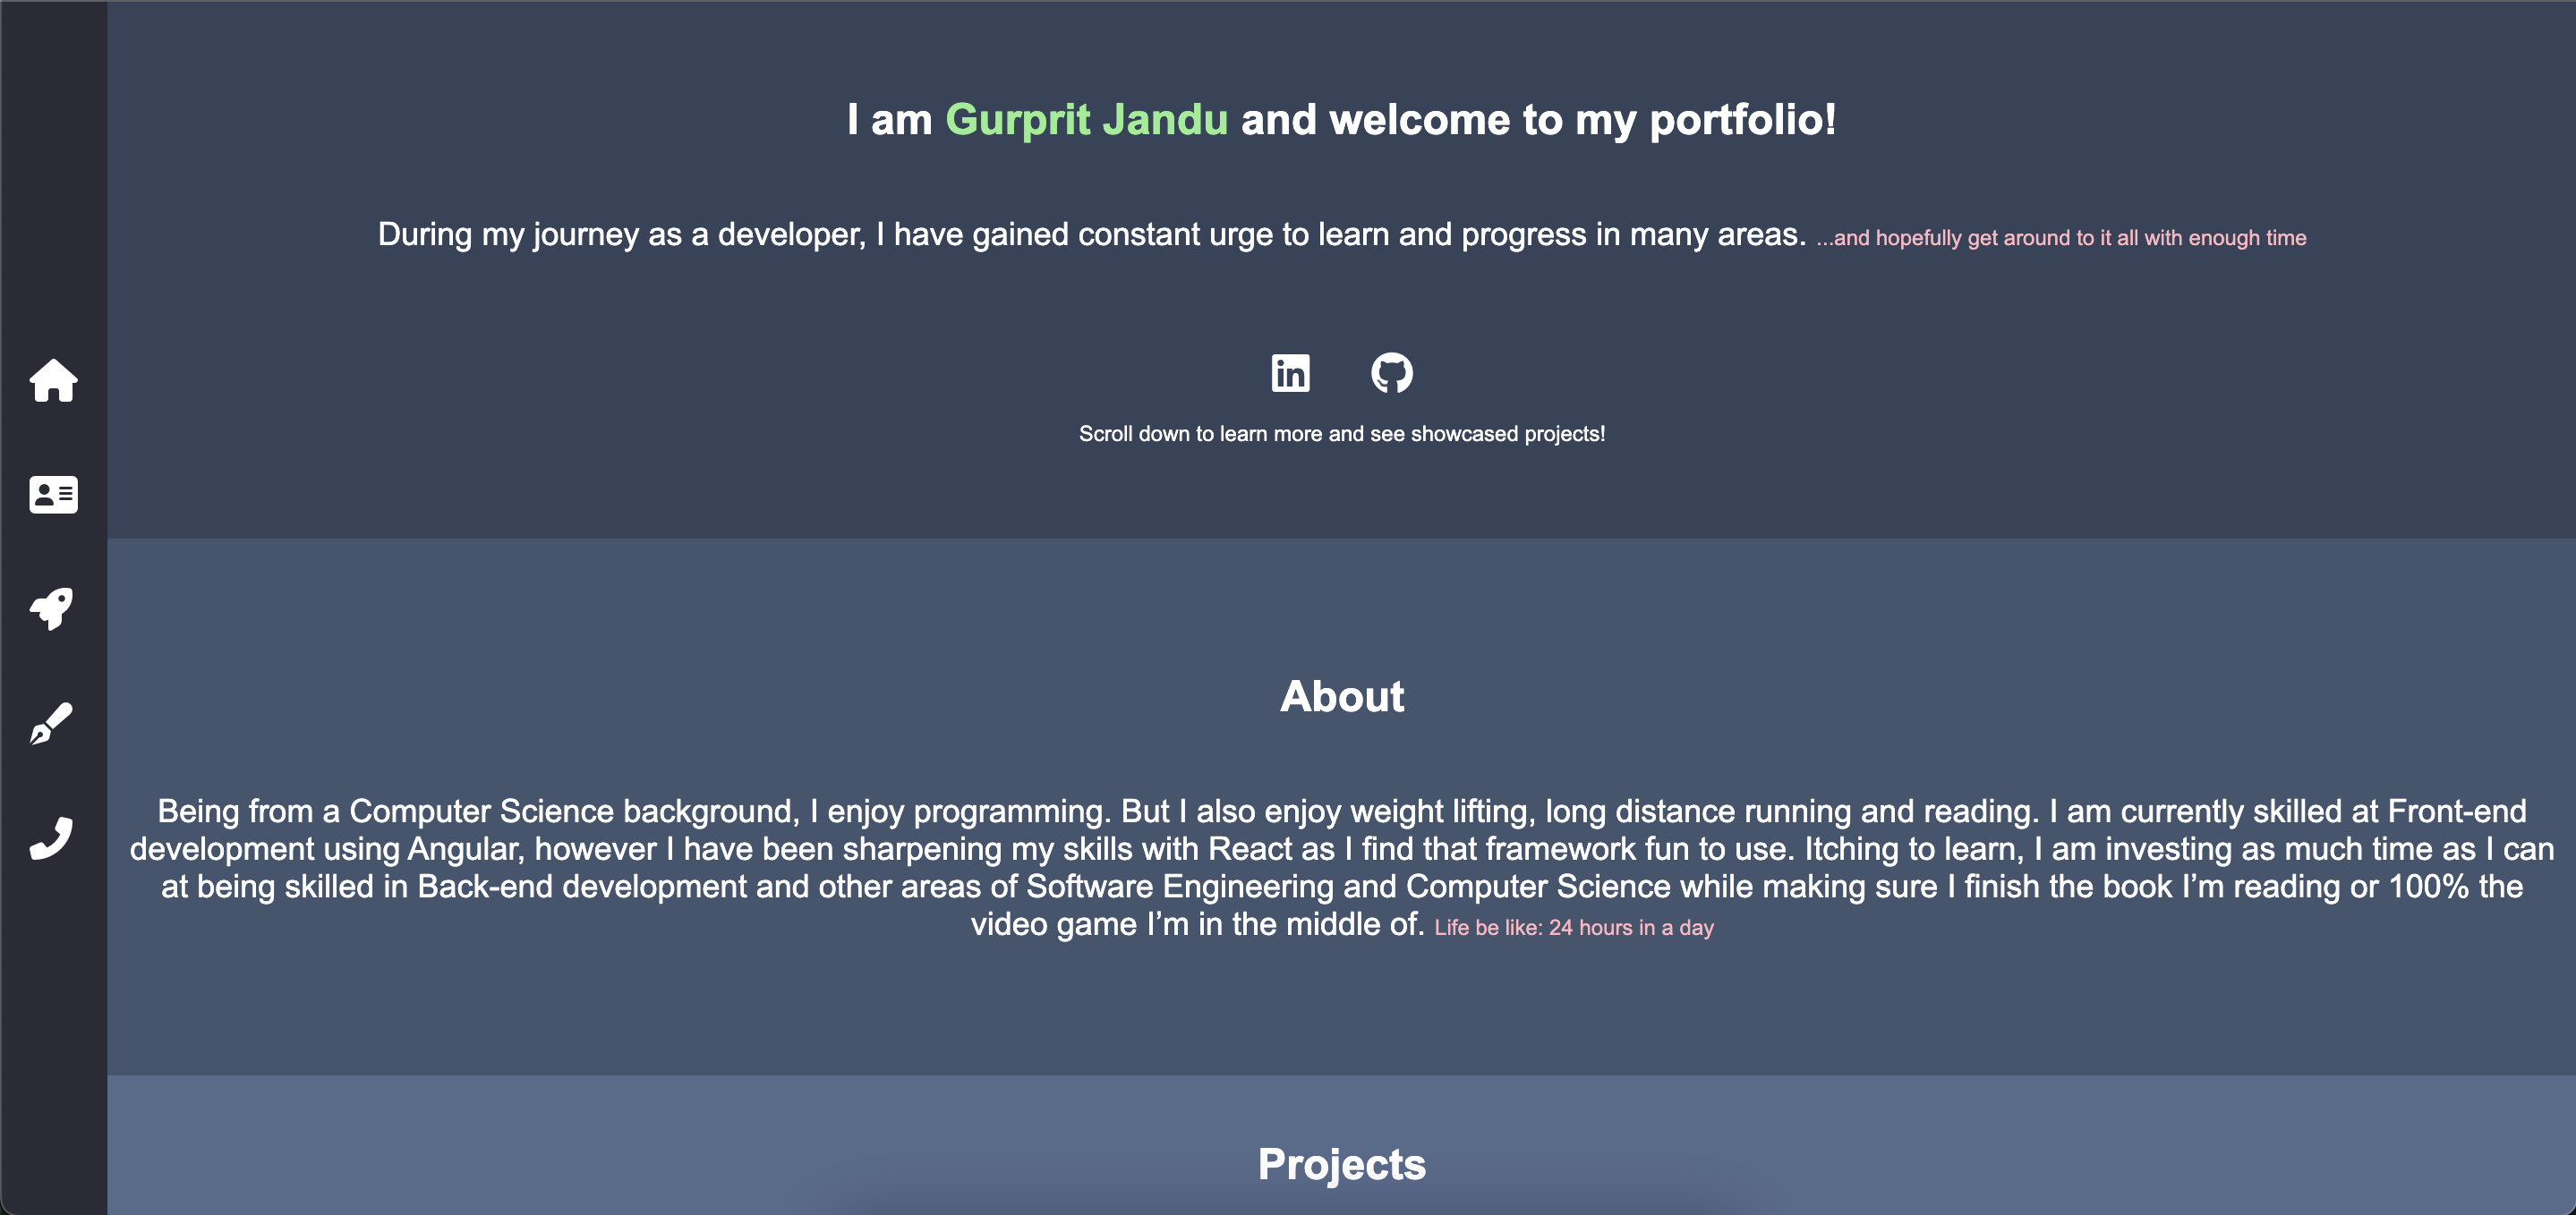 I am Gurprit Jandu and welcome to my portfolio!
During my journey as a developer, I have gained constant urge to learn and progress in many areas. ...and hopefully get around to it all with enough time
Scroll down to learn more and see showcased projects!
About
Being from a Computer Science background, I enjoy programming. But I also enjoy weight lifting, long distance running and reading. I am currently skilled at Front-end
development using Angular, however I have been sharpening my skills with React as I find that framework fun to use. Itching to learn, I am investing as much time as I can
at being skilled in Back-end development and other areas of Software Engineering and Computer Science while making sure I finish the book I’m reading or 100% the
video game I’m in the middle of. Life be like: 24 hours in a day
Projects